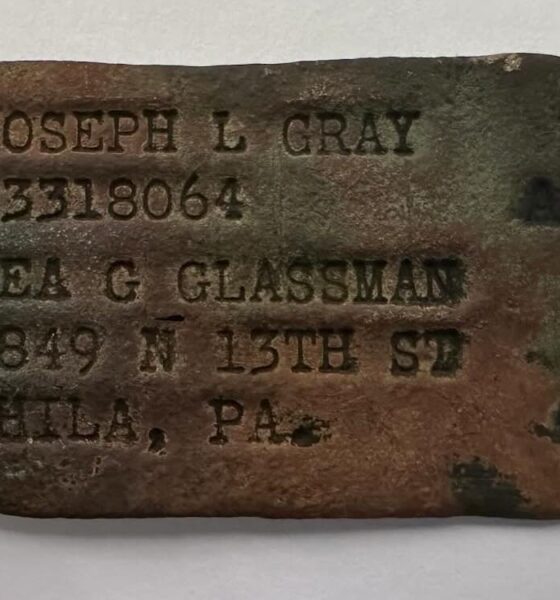 OSEPH L GRAY
3318064 A
EA G GLASSMAN
849 N 13TH ST
HILA, PA.